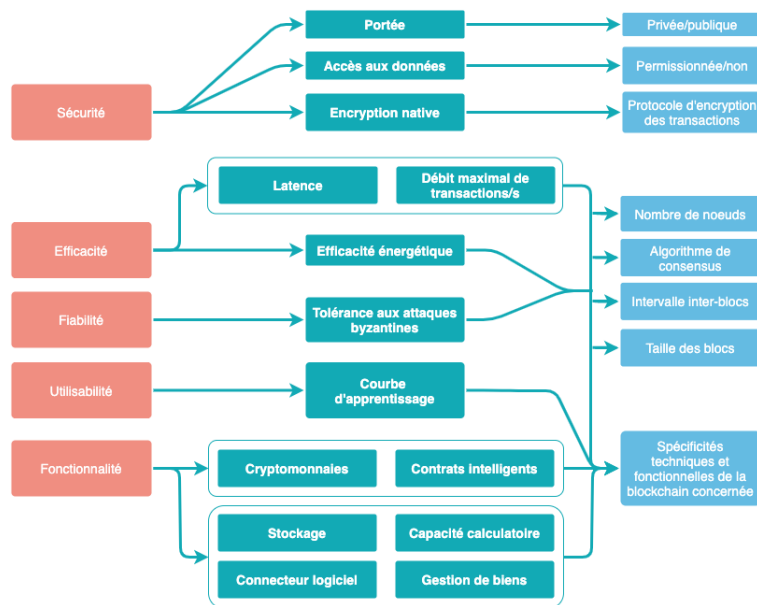 Portée
Privée/publique
Accès aux données
Permissionnée/non
Sécurité
Encryption native
Protocole d'encryption
des transactions
Latence
Débit maximal de
transactions/s
Nombre de noeuds
Efficacité
Efficacité énergétique
Algorithme de
consensus
Fiabilité
Tolérance aux attaques
byzantines
Intervalle inter-blocs
Taille des blocs
Utilisabilité
Courbe
d'apprentissage
Fonctionnalité
Cryptomonnaies
Contrats intelligents
Spécificités
techniques et
fonctionnelles de la
blockchain concernée
Stockage
Capacité calculatoire
Connecteur logiciel
Gestion de biens